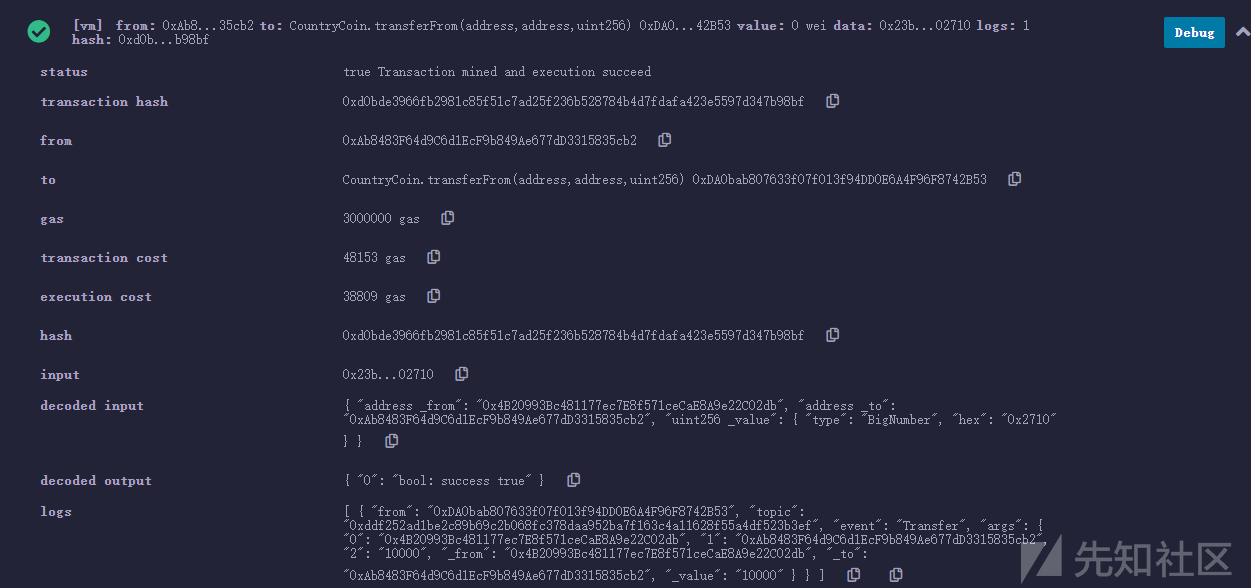 [vm] from: 0xAb8...35cb2 to: CountryCoin.transferFrom(address,address,uint256) 0xDA0...42B53 value: 0 wei data: 0x23b...02710 logs: 1
hash: 0xd0b...b98bf
Debug
status true Transaction mined and execution succeed
transaction hash 0xd0bde3966fb2981c85f51c7ad25f236b528784b4d7fdafa423e5597d347b98bf
from 0xAb8483F64d9C6d1EcF9b849Ae677dD3315835cb2
to CountryCoin.transferFrom(address,address,uint256) 0xDA0bab807633f07f013f94DD0E6A4F96F8742B53
gas 3000000 gas
transaction cost 48153 gas
execution cost 38809 gas
hash 0xd0bde3966fb2981c85f51c7ad25f236b528784b4d7fdafa423e5597d347b98bf
input 0x23b...02710
decoded input { "address _from": "0x4B20993Bc481177ec7E8f571ceCaE8A9e22C02db", "address _to":
"0xAb8483F64d9C6d1EcF9b849Ae677dD3315835cb2", "uint256 _value": { "type": "BigNumber", "hex": "0x2710"
} }
decoded output { "0": "bool: success true" }
logs [ { "from": "0xDA0bab807633f07f013f94DD0E6A4F96F8742B53", "topic":
"0xddf252ad1be2c89b69c2b068fc378daa952ba7f163c4a11628f55a4df523b3ef", "event": "Transfer", "args": {
"0": "0x4B20993Bc481177ec7E8f571ceCaE8A9e22C02db", "1": "0xAb8483F64d9C6d1EcF9b849Ae677dD3315835cb2",
"2": "10000", "_from": "0x4B20993Bc481177ec7E8f571ceCaE8A9e22C02db", "_to":
"0xAb8483F64d9C6d1EcF9b849Ae677dD3315835cb2", "_value": "10000" } } ]
先知社区